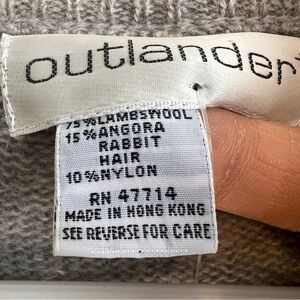 outlander
75%LAMBSWOOL
15%ANGORA
RABBIT
HAIR
10%NYLON
RN 47714
MADE IN HONG KONG
SEE REVERSE FOR CARE